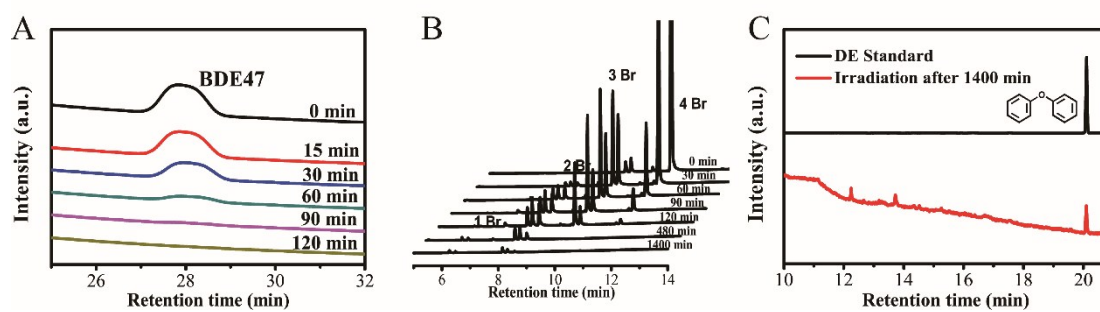 A
BDE47
0 min
15 min
30 min
60 min
90 min
120 min
Intensity (a.u.)
26 28 30 32
Retention time (min)
B
3 Br
4 Br
2 Br
1 Br
0 min
30 min
60 min
90 min
120 min
480 min
1400 min
6 8 10 12 14
Retention time (min)
C
DE Standard
Irradiation after 1400 min
O
Intensity (a.u.)
10 12 14 16 18 20
Retention time (min)